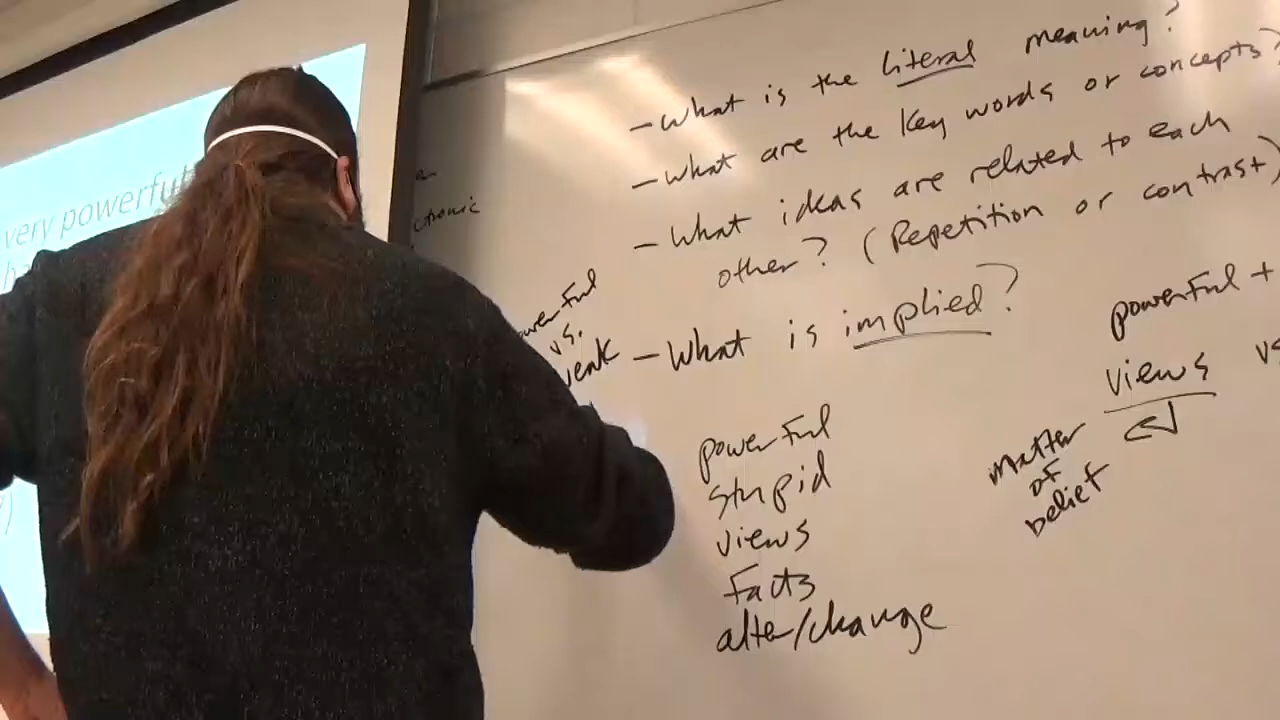 very powerful
ctronic
– What is the literal meaning?
– What are the key words or concepts?
– What ideas are related to each
other? (Repetition or contrast)
– What is implied?
vs.
powerful
stupid
views
facts
alter/change
powerful +
views
matter
of
belief